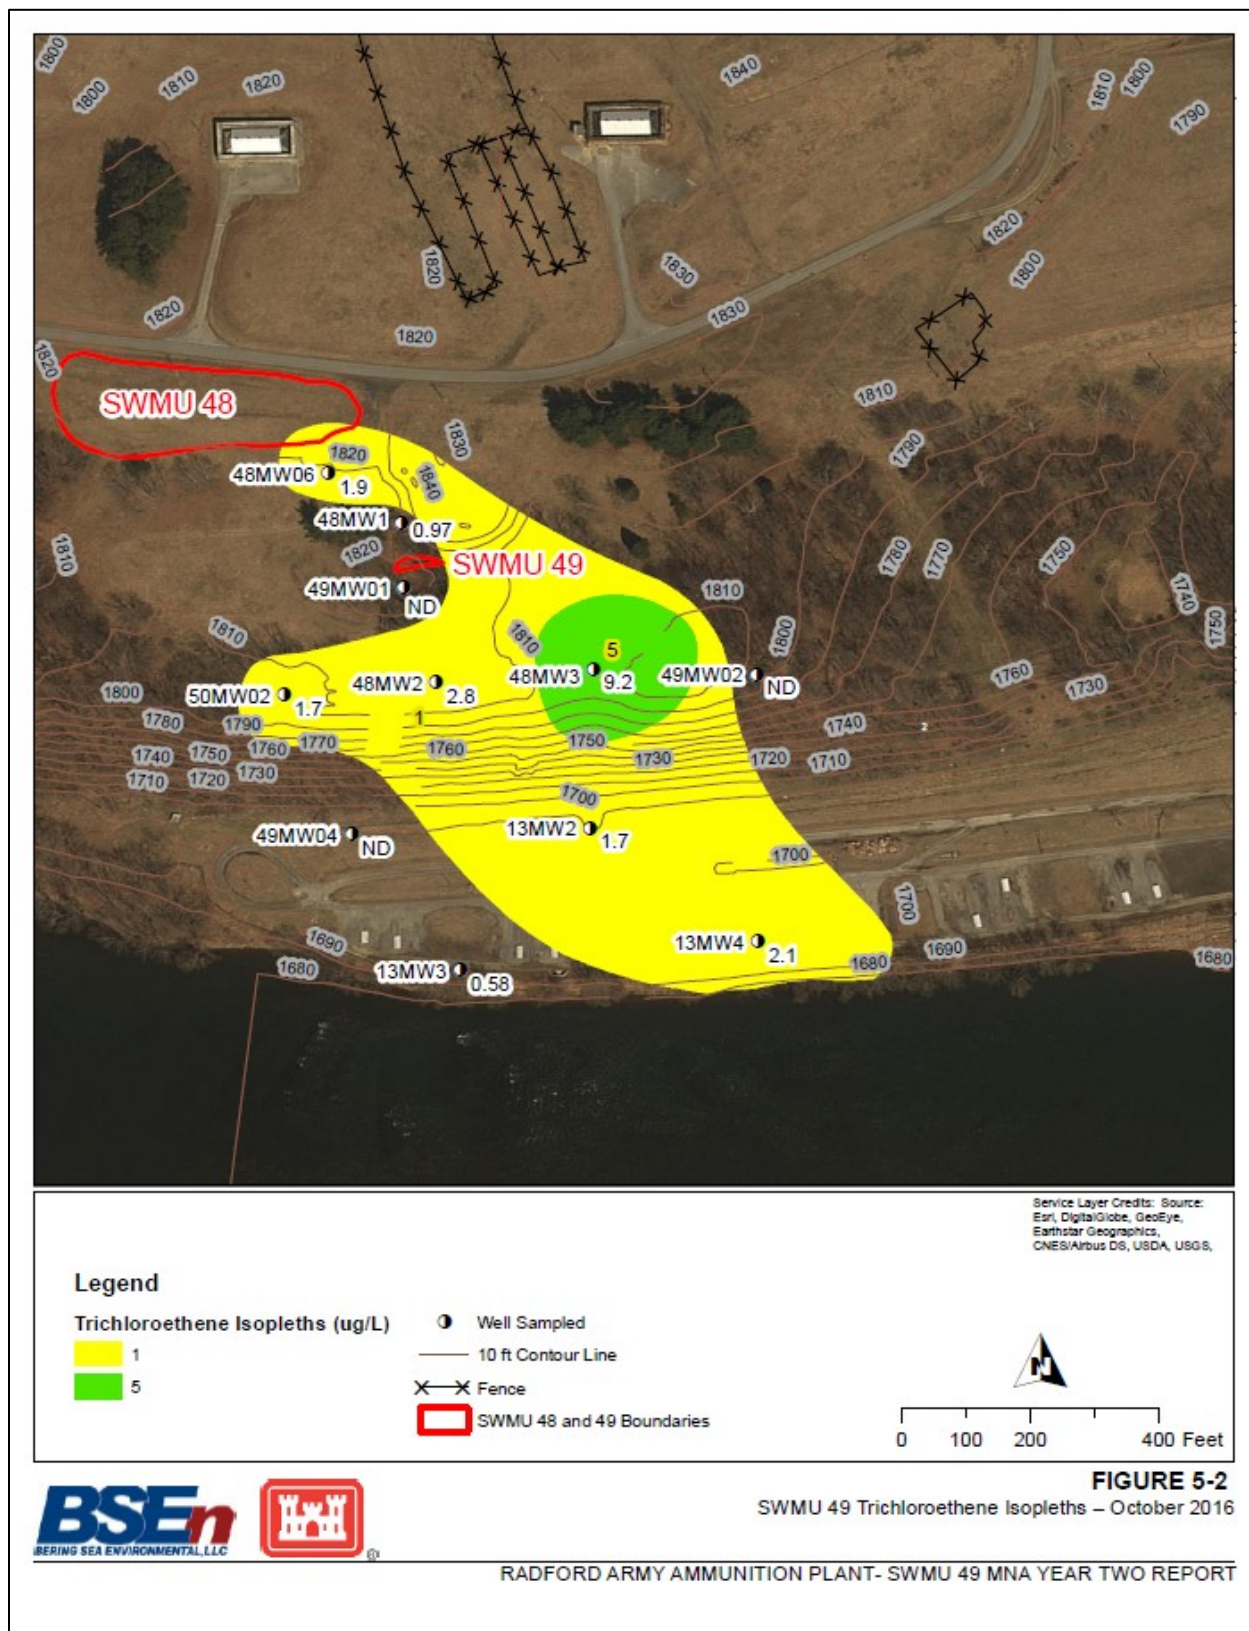 1800
1810
1820
1840
1810
1800
1800
1790
1820
1820
1830
1820
1800
1820
1830
1820
1820
1810
SWMU 48
1830
1790
1820
48MW06
1.9
1840
48MW1
0.97
1820
SWMU 49
1810
1780
1770
1750
1740
1750
49MW01
ND
1810
1810
1810
1800
5
48MW3
9.2
49MW02
ND
1760
1730
48MW2
2.8
50MW02
1.7
1800
1780
1790
1
1740
1750
1760
1770
1760
1750
1730
1720
1740
1710
1740
1710
1720
1730
1700
2
49MW04
ND
13MW2
1.7
1700
1700
1690
1680
13MW3
0.58
13MW4
2.1
1680
1690
1680
Service Layer Credits: Source:
Esri, DigitalGlobe, GeoEye,
Earthstar Geographics,
CNES/Airbus DS, USDA, USGS,
Legend
Trichloroethene Isopleths (ug/L)
1
5
Well Sampled
10 ft Contour Line
Fence
SWMU 48 and 49 Boundaries
N
0 100 200 400 Feet
FIGURE 5-2
SWMU 49 Trichloroethene Isopleths – October 2016
BSEn
BERING SEA ENVIRONMENTAL, LLC
®
RADFORD ARMY AMMUNITION PLANT- SWMU 49 MNA YEAR TWO REPORT